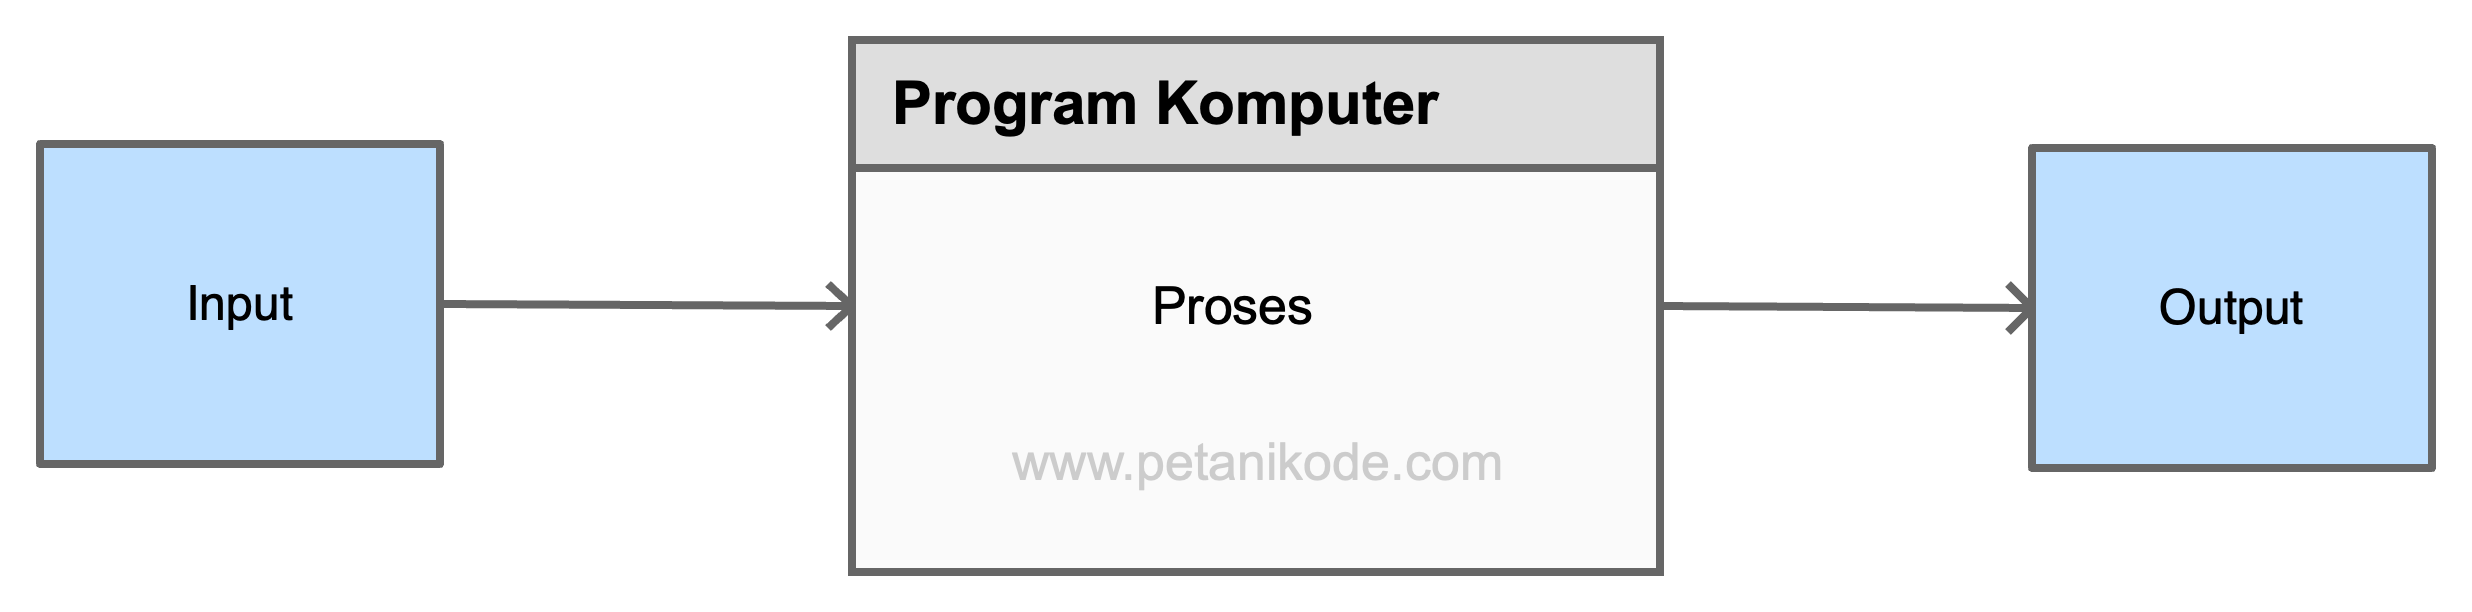 Program Komputer
Input
Proses
Output
www.petanikode.com